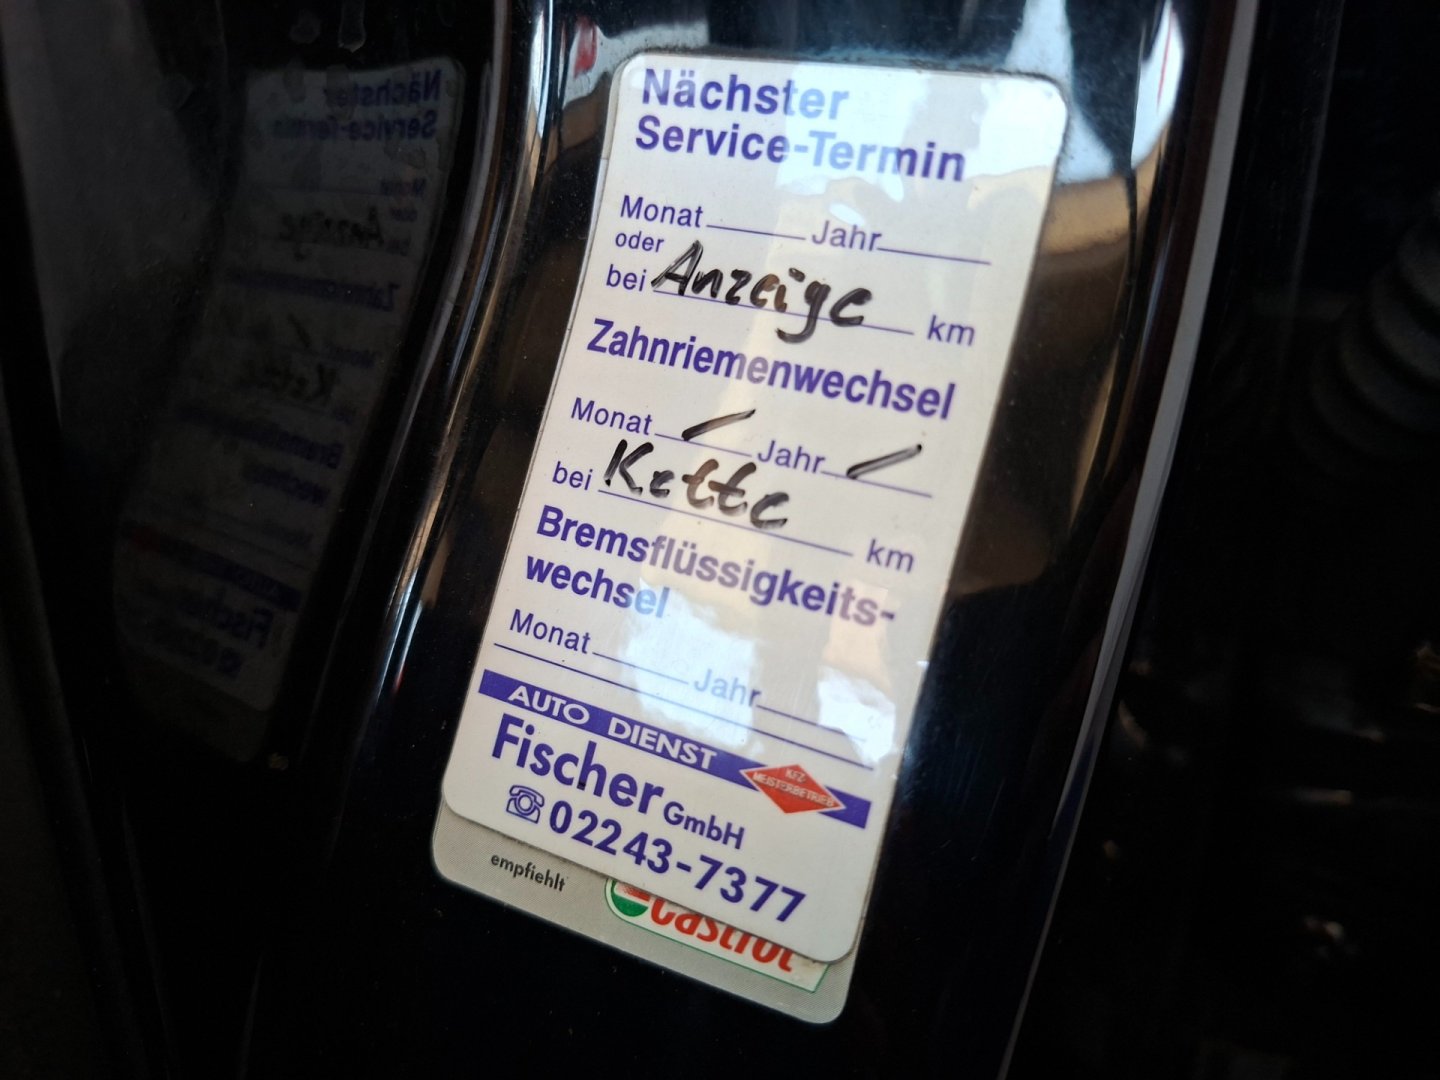 Nächster
Service-Termin
Monat Jahr
oder
bei Anzeige km
Zahnriemenwechsel
Monat / Jahr /
bei Kette km
Bremsflüssigkeits-
wechsel
Monat Jahr
AUTO DIENST
KFZ
MEISTERBETRIEB
Fischer GmbH
☏ 02243-7377
empfiehlt
Castrol